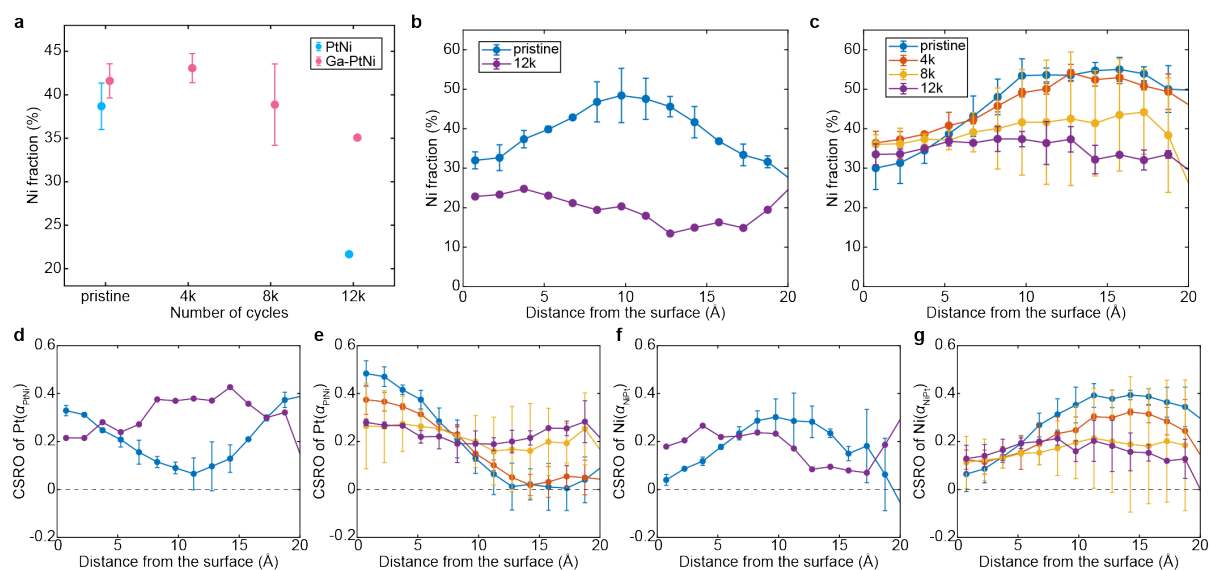 a
Ni fraction (%)
45
40
35
30
25
20
pristine
4k
8k
12k
Number of cycles
PtNi
Ga-PtNi
b
Ni fraction (%)
60
50
40
30
20
10
0
0
5
10
15
20
Distance from the surface (Å)
pristine
12k
c
Ni fraction (%)
60
50
40
30
20
10
0
0
5
10
15
20
Distance from the surface (Å)
pristine
4k
8k
12k
d
CSRO of Pt(αPtNi)
0.6
0.4
0.2
0
-0.2
0
5
10
15
20
Distance from the surface (Å)
e
CSRO of Pt(αPtNi)
0.6
0.4
0.2
0
-0.2
0
5
10
15
20
Distance from the surface (Å)
f
CSRO of Ni(αNiPt)
0.6
0.4
0.2
0
-0.2
0
5
10
15
20
Distance from the surface (Å)
g
CSRO of Ni(αNiPt)
0.6
0.4
0.2
0
-0.2
0
5
10
15
20
Distance from the surface (Å)